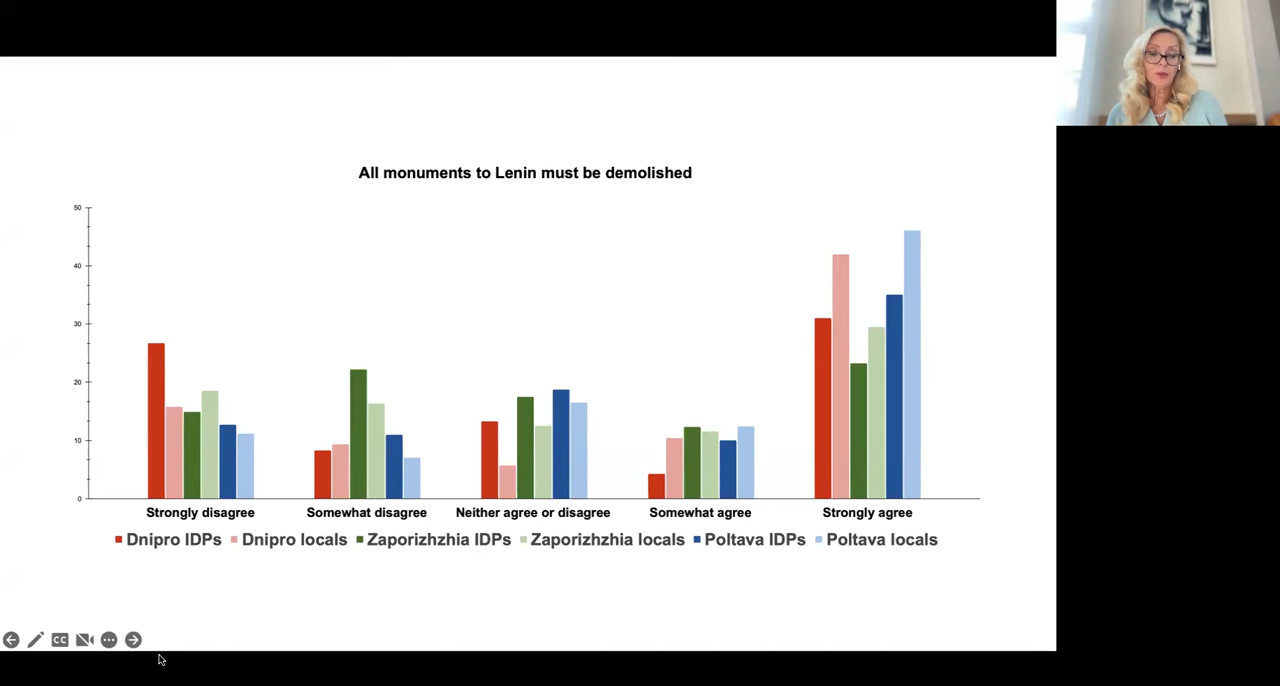 All monuments to Lenin must be demolished
50
40
30
20
10
0
Strongly disagree Somewhat disagree Neither agree or disagree Somewhat agree Strongly agree
Dnipro IDPs Dnipro locals Zaporizhzhia IDPs Zaporizhzhia locals Poltava IDPs Poltava locals
CC